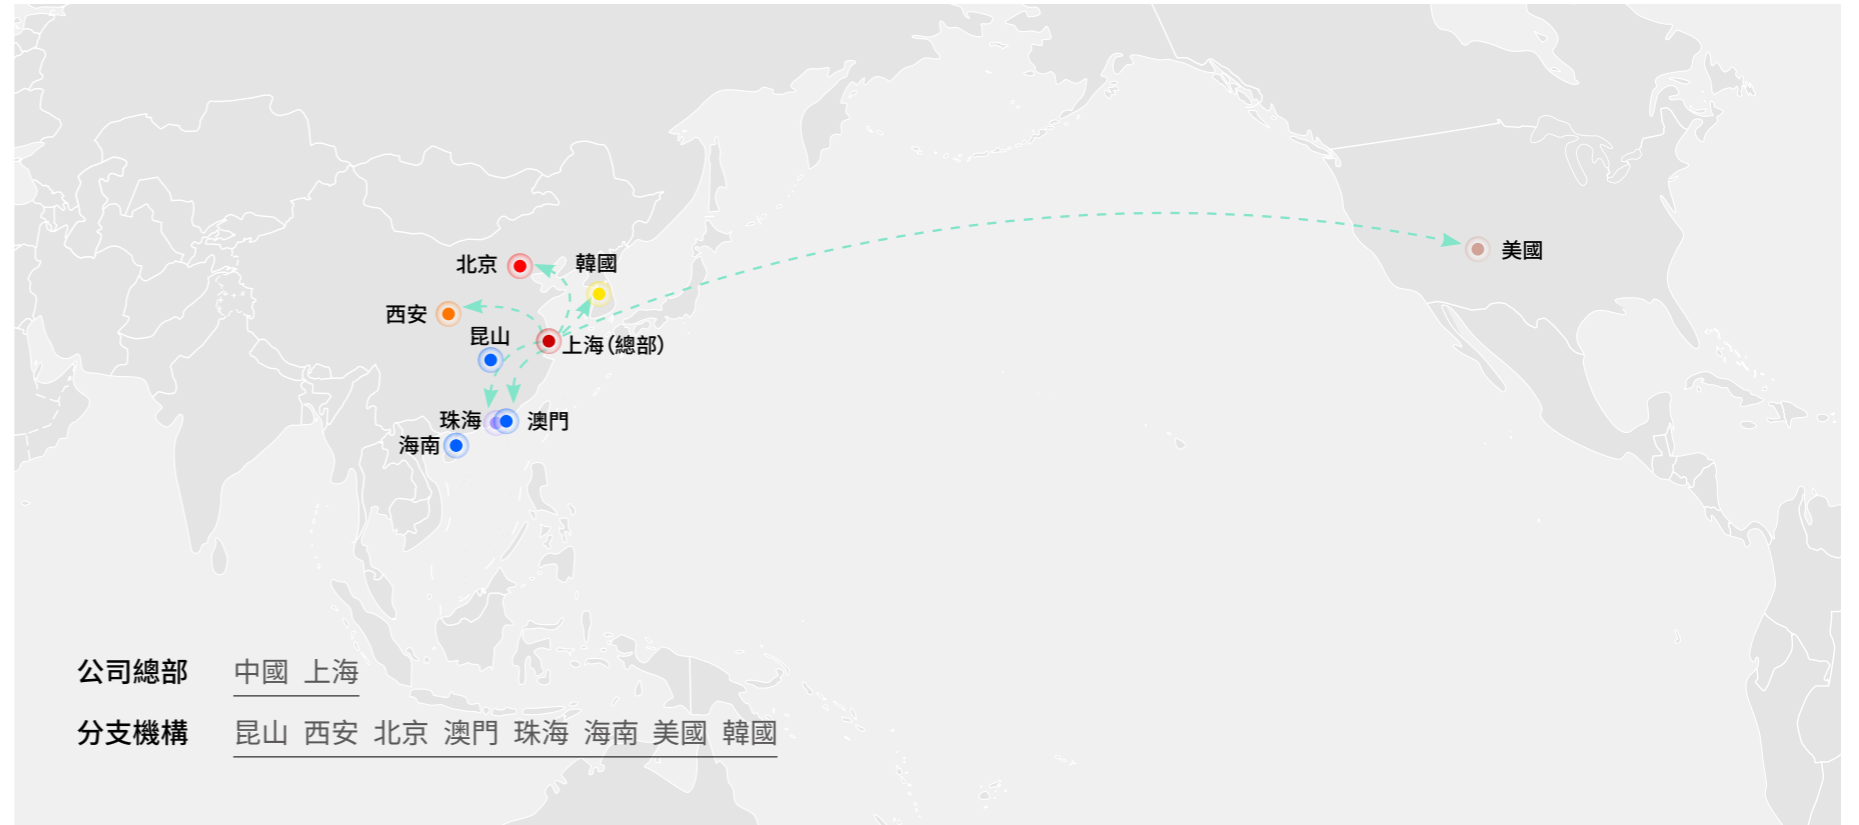 北京
韓國
美國
西安
昆山
上海（總部）
珠海
澳門
海南
公司總部 中國 上海
分支機構 昆山 西安 北京 澳門 珠海 海南 美國 韓國